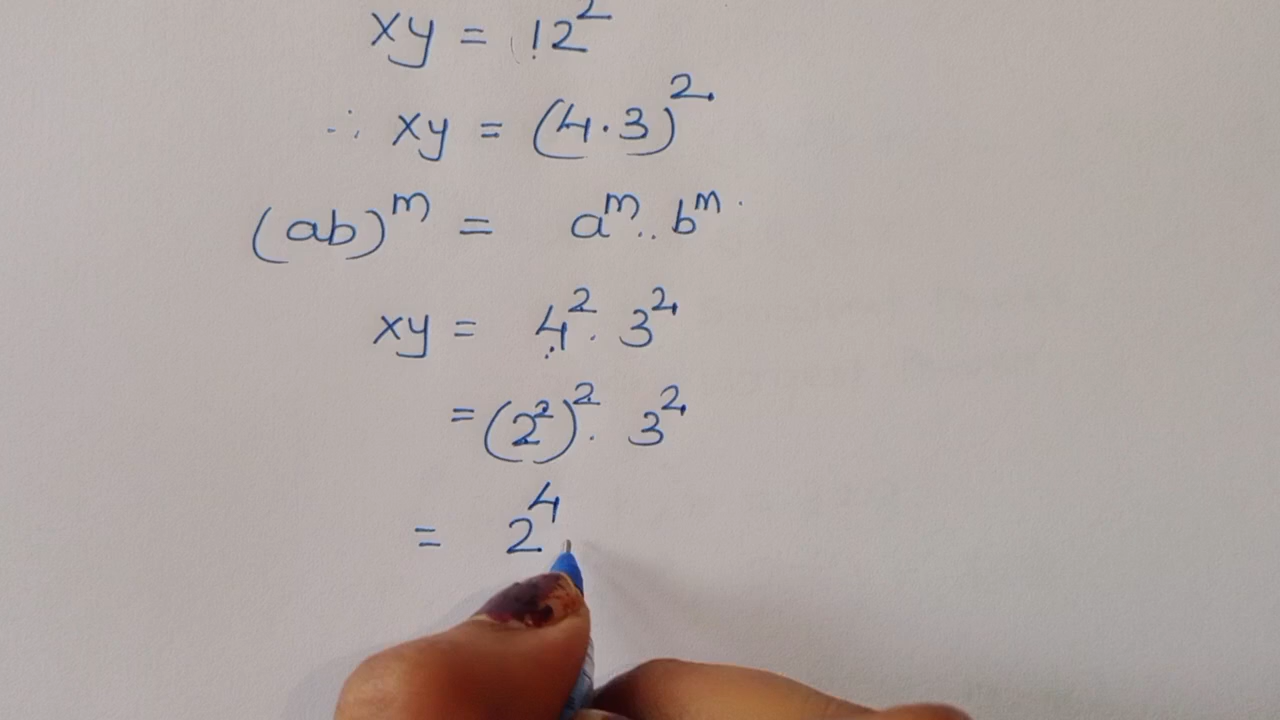 xy = 12²
∴ xy = (4·3)²
(ab)ᵐ = aᵐ·bᵐ
xy = 4²·3²
= (2²)²·3²
= 2⁴